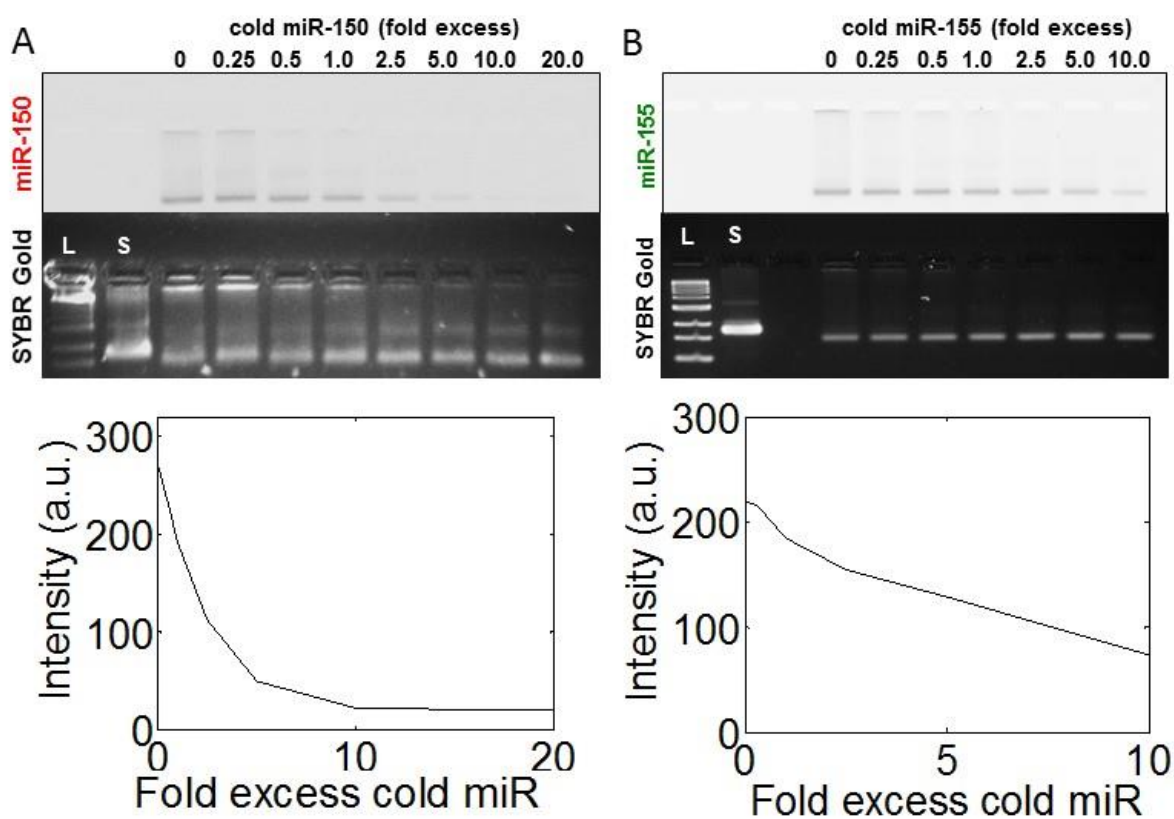 A
cold miR-150 (fold excess)
0 0.25 0.5 1.0 2.5 5.0 10.0 20.0
miR-150
SYBR Gold
L S
300
200
100
0
Intensity (a.u.)
0 10 20
Fold excess cold miR
B
cold miR-155 (fold excess)
0 0.25 0.5 1.0 2.5 5.0 10.0
miR-155
SYBR Gold
L S
300
200
100
0
Intensity (a.u.)
0 5 10
Fold excess cold miR